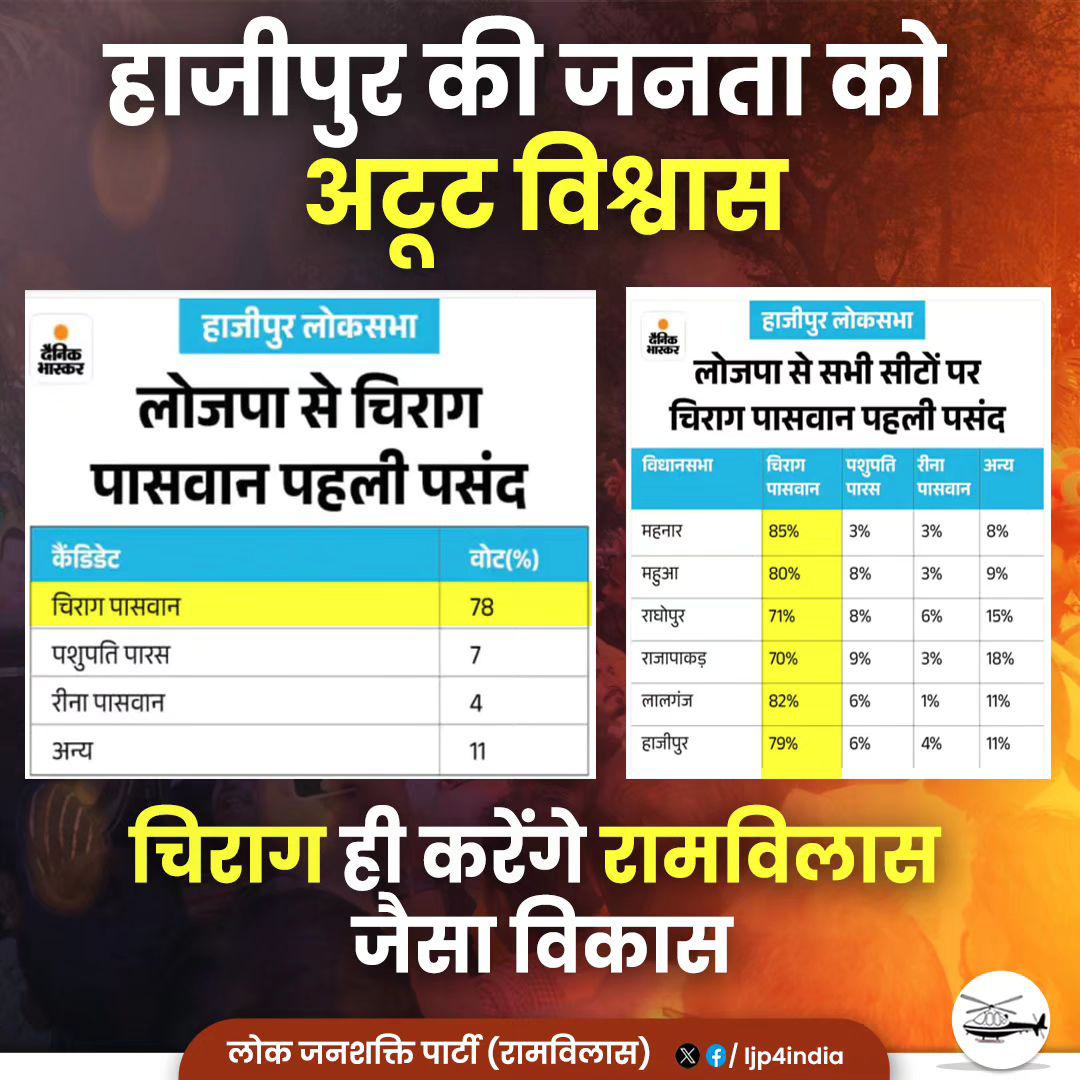 हाजीपुर की जनता को
अटूट विश्वास
दैनिक
भास्कर
हाजीपुर लोकसभा
लोजपा से चिराग
पासवान पहली पसंद
कैंडिडेट वोट(%)
चिराग पासवान 78
पशुपति पारस 7
रीना पासवान 4
अन्य 11
दैनिक
भास्कर
हाजीपुर लोकसभा
लोजपा से सभी सीटों पर
चिराग पासवान पहली पसंद
विधानसभा चिराग पशुपति रीना अन्य
पासवान पारस पासवान
महनार 85% 3% 3% 8%
महुआ 80% 8% 3% 9%
राघोपुर 71% 8% 6% 15%
राजापाकड़ 70% 9% 3% 18%
लालगंज 82% 6% 1% 11%
हाजीपुर 79% 6% 4% 11%
चिराग ही करेंगे रामविलास
जैसा विकास
लोक जनशक्ति पार्टी (रामविलास) X f / ljp4india